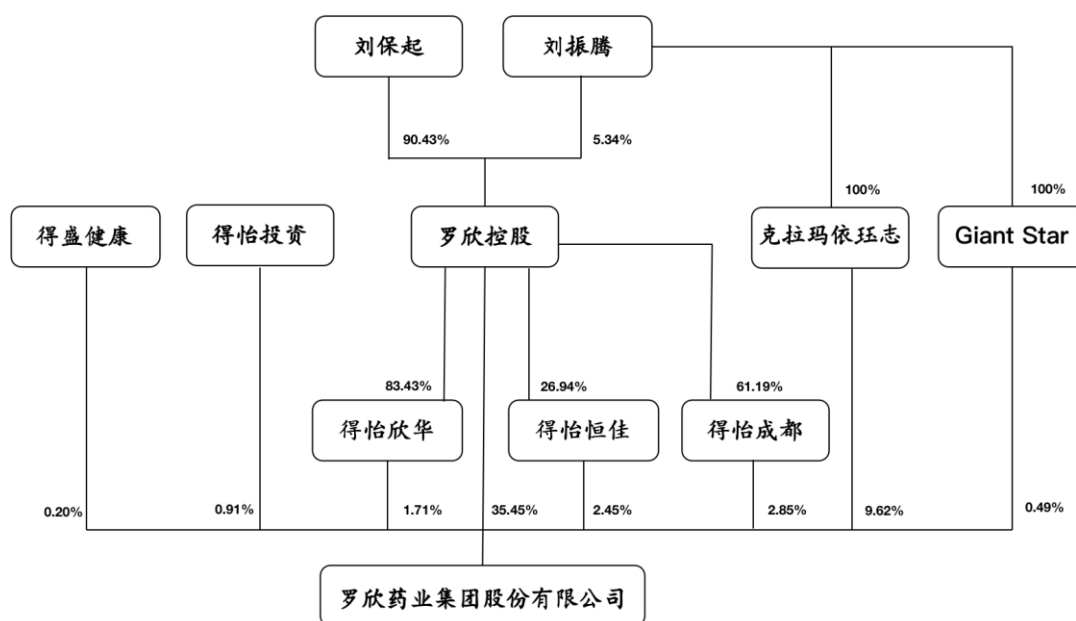 刘保起
刘振腾
90.43%
5.34%
100%
100%
得盛健康
得怡投资
罗欣控股
克拉玛依珏志
Giant Star
83.43%
26.94%
61.19%
得怡欣华
得怡恒佳
得怡成都
0.20%
0.91%
1.71%
35.45%
2.45%
2.85%
9.62%
0.49%
罗欣药业集团股份有限公司